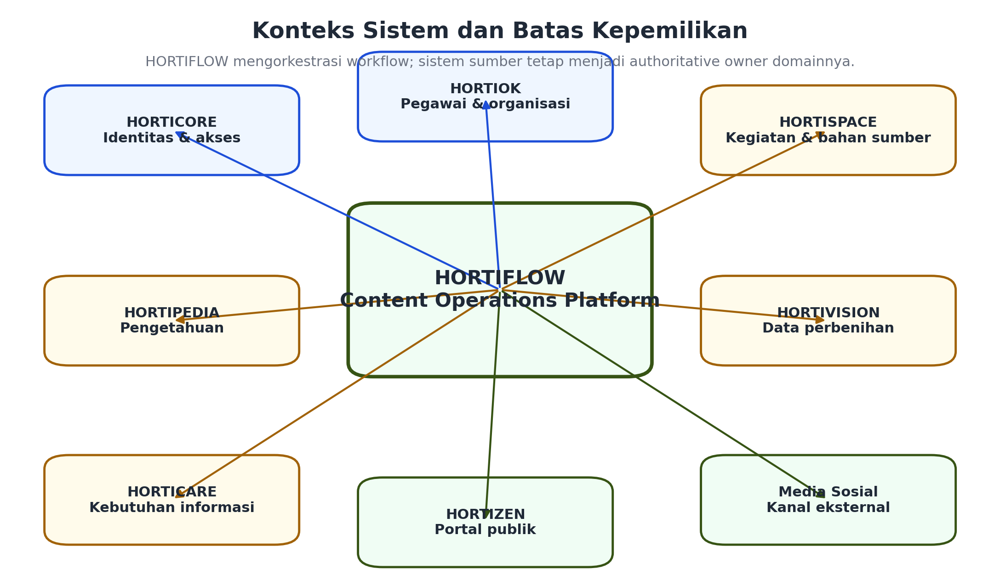 Konteks Sistem dan Batas Kepemilikan
HORTIFLOW mengorkestrasi workflow; sistem sumber tetap menjadi authoritative owner domainnya.
HORTICORE
Identitas & akses
HORTIOK
Pegawai & organisasi
HORTISPACE
Kegiatan & bahan sumber
HORTIFLOW
Content Operations Platform
HORTIPEDIA
Pengetahuan
HORTIVISION
Data perbenihan
HORTICARE
Kebutuhan informasi
HORTIZEN
Portal publik
Media Sosial
Kanal eksternal